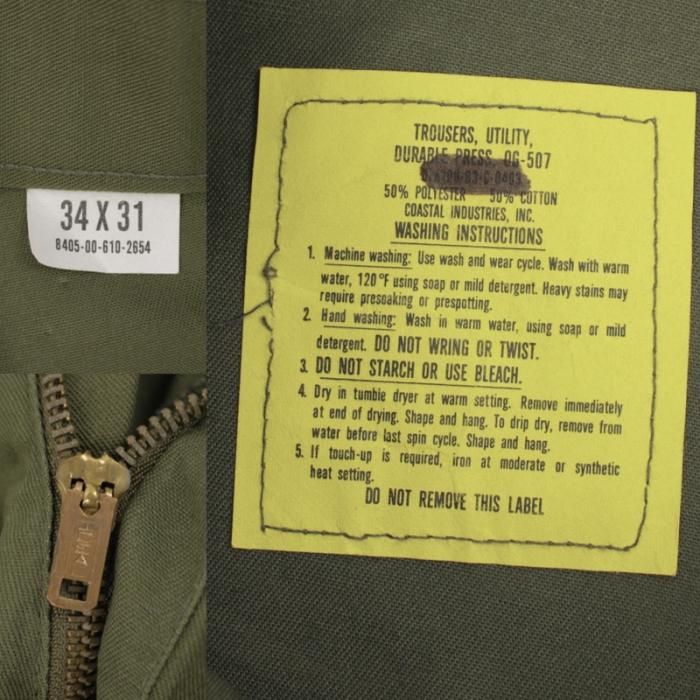 34 X 31
8405-00-610-2654
TROUSERS, UTILITY,
DURABLE PRESS, OG-507
50% POLYESTER 50% COTTON
COASTAL INDUSTRIES, INC.
WASHING INSTRUCTIONS
1. Machine washing: Use wash and wear cycle. Wash with warm
water, 120°F using soap or mild detergent. Heavy stains may
require presoaking or prespotting.
2. Hand washing: Wash in warm water, using soap or mild
detergent. DO NOT WRING OR TWIST.
3. DO NOT STARCH OR USE BLEACH.
4. Dry in tumble dryer at warm setting. Remove immediately
at end of drying. Shape and hang. To drip dry, remove from
water before last spin cycle. Shape and hang.
5. If touch-up is required, iron at moderate or synthetic
heat setting.
DO NOT REMOVE THIS LABEL